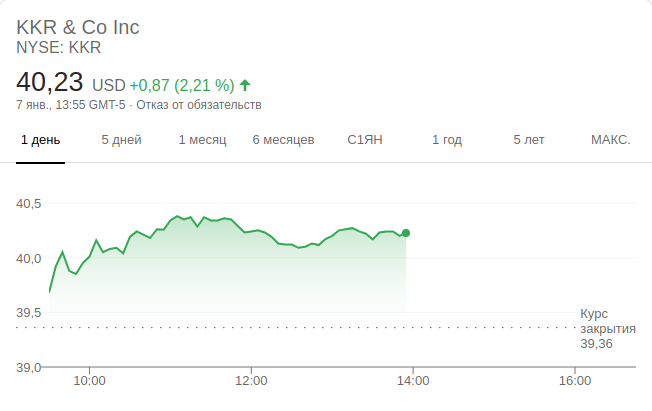 KKR & Co Inc
NYSE: KKR
40,23 USD +0,87 (2,21 %)
7 янв., 13:55 GMT-5 · Отказ от обязательств
1 день 5 дней 1 месяц 6 месяцев С1ЯН 1 год 5 лет МАКС.
40,5
40,0
39,5
Курс
закрытия
39,36
39,0
10:00 12:00 14:00 16:00